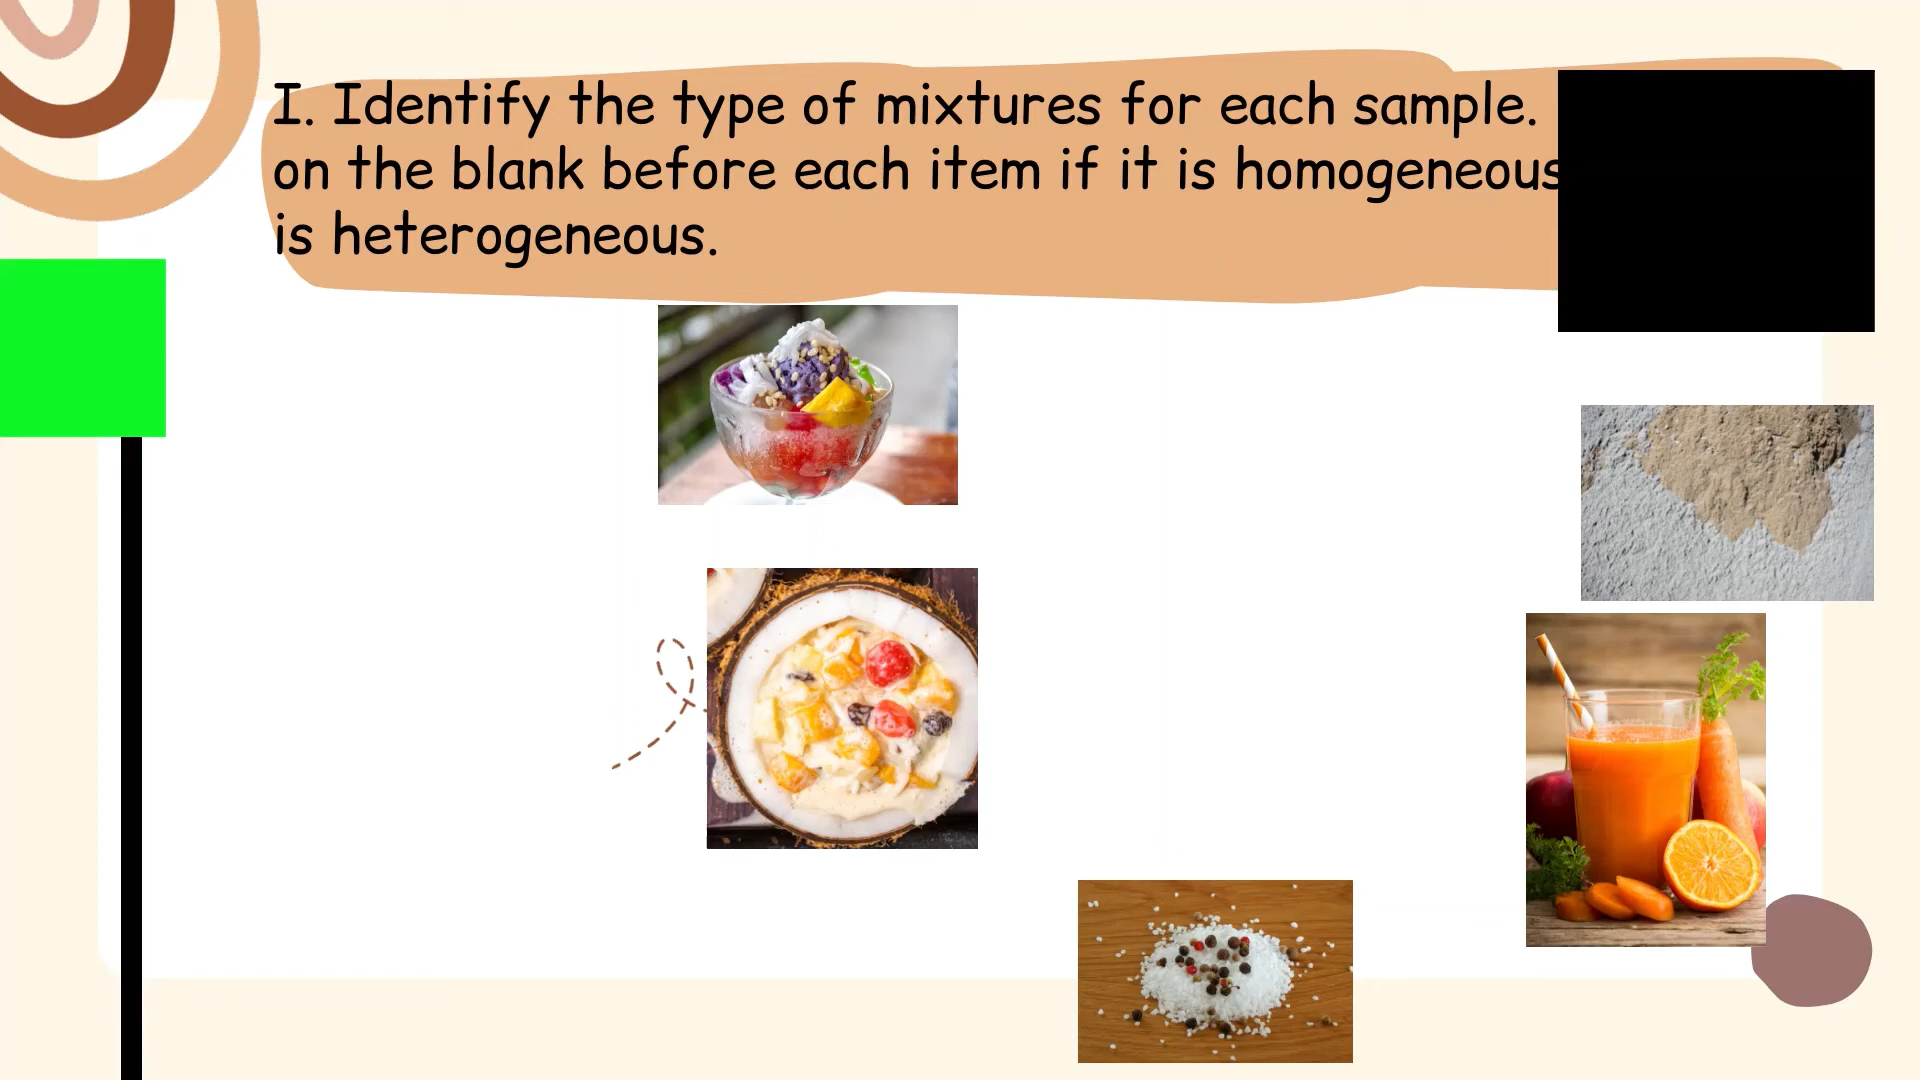 I. Identify the type of mixtures for each sample.
on the blank before each item if it is homogeneous
is heterogeneous.